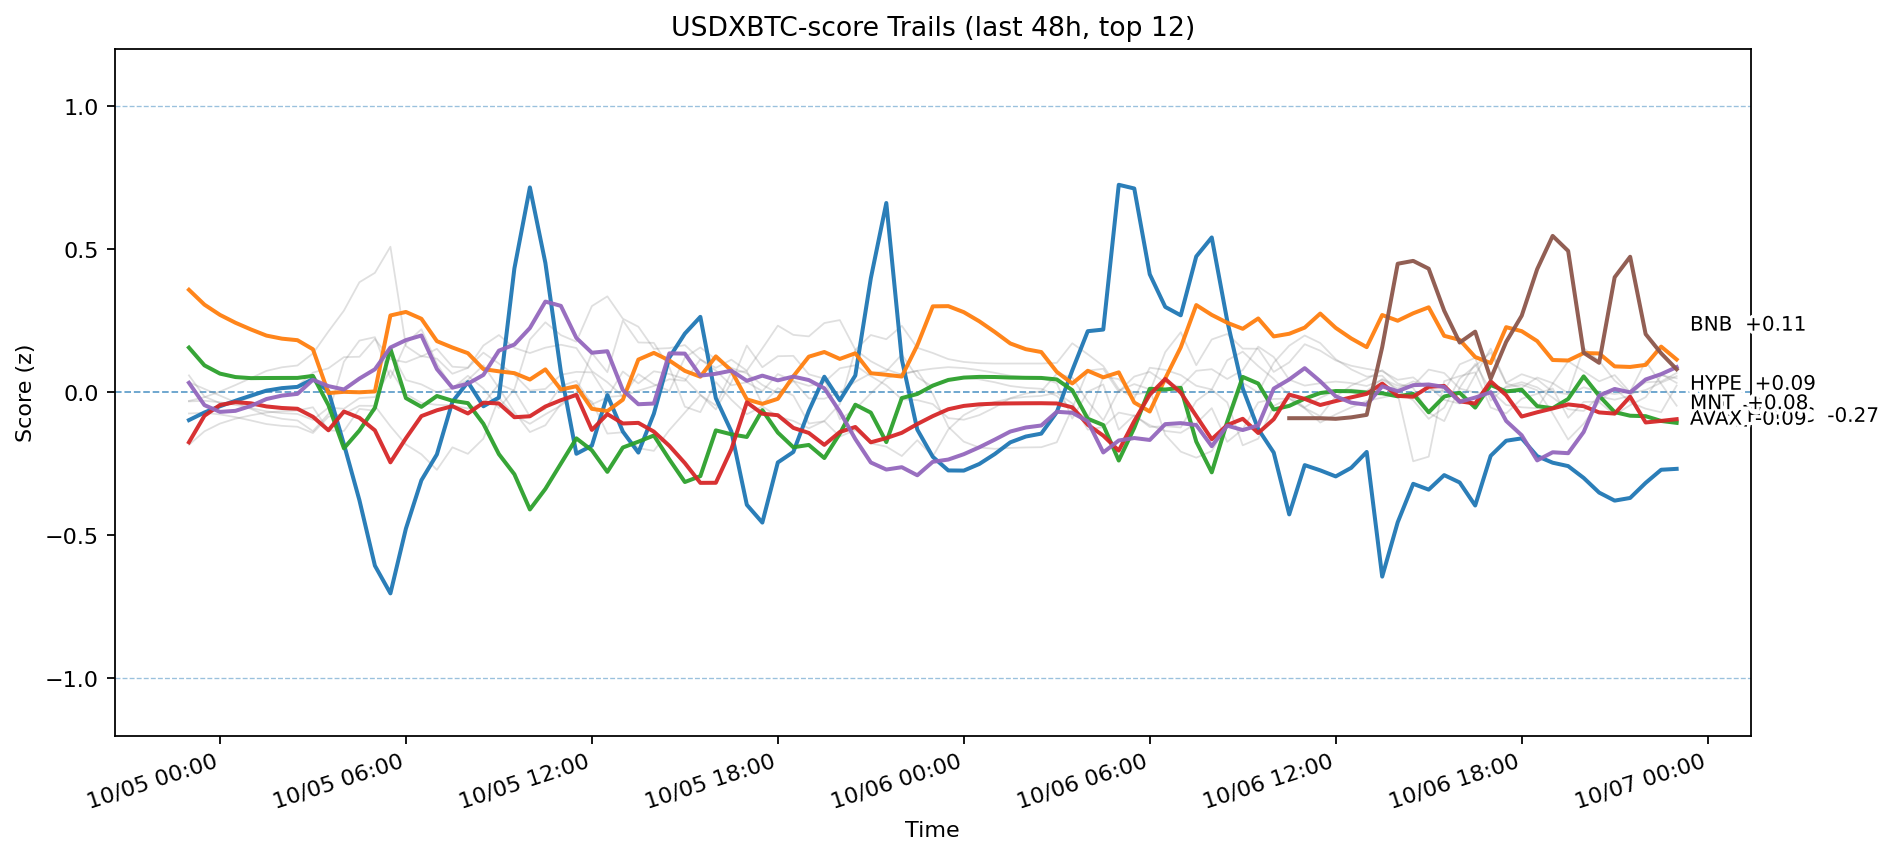 USDXBTC-score Trails (last 48h, top 12)
Score (z)
1.0
0.5
0.0
−0.5
−1.0
BNB +0.11
HYPE +0.09
MNT +0.08
AVAX -0.09
-0.27
10/05 00:00
10/05 06:00
10/05 12:00
10/05 18:00
10/06 00:00
10/06 06:00
10/06 12:00
10/06 18:00
10/07 00:00
Time